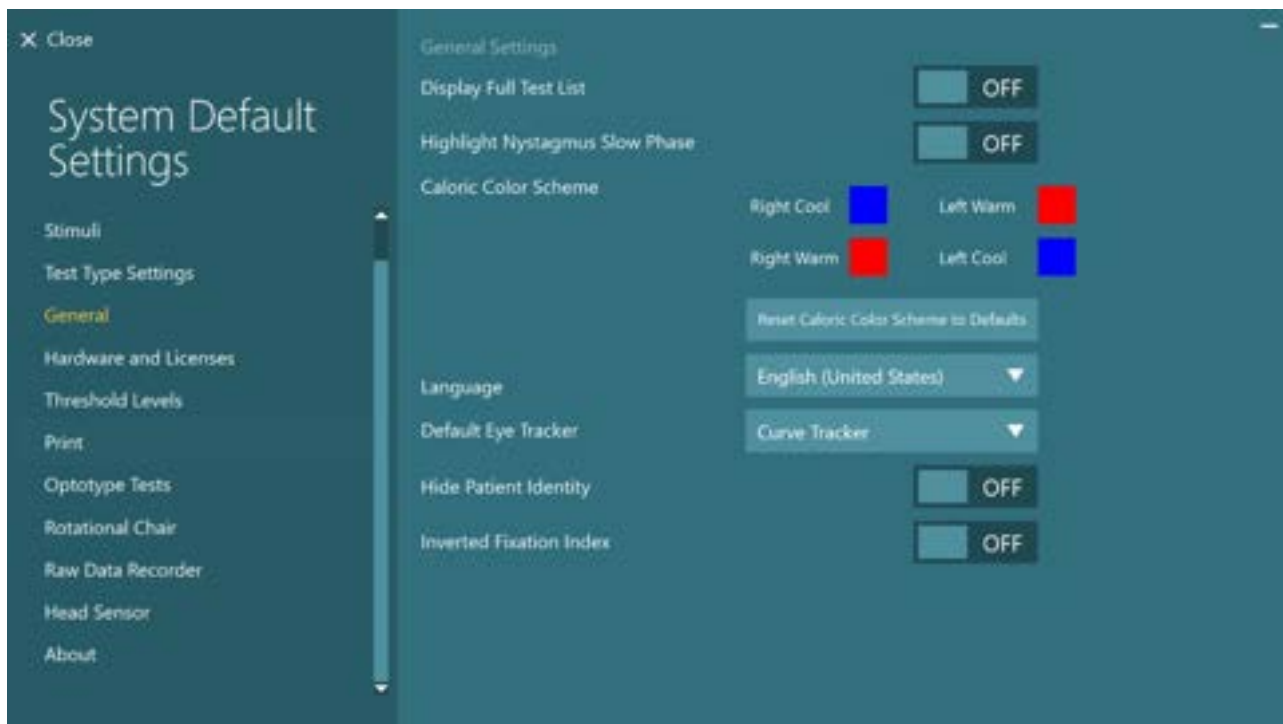 Close
System Default
Settings
Stimuli
Test Type Settings
General
Hardware and Licenses
Threshold Levels
Print
Optotype Tests
Rotational Chair
Raw Data Recorder
Head Sensor
About
General Settings
Display Full Test List OFF
Highlight Nystagmus Slow Phase OFF
Caloric Color Scheme
Right Cool Left Warm
Right Warm Left Cool
Reset Caloric Color Scheme to Defaults
Language English (United States)
Default Eye Tracker Curve Tracker
Hide Patient Identity OFF
Inverted Fixation Index OFF